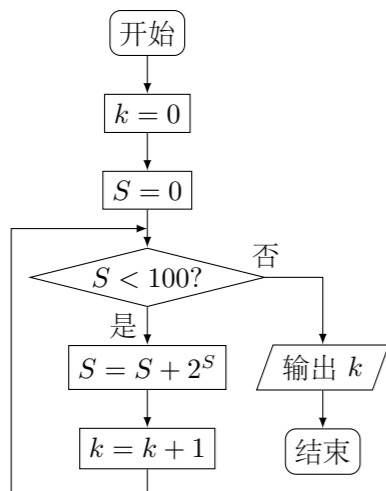 开始
k = 0
S = 0
S < 100?
否
是
S = S + 2^S
输出 k
k = k + 1
结束